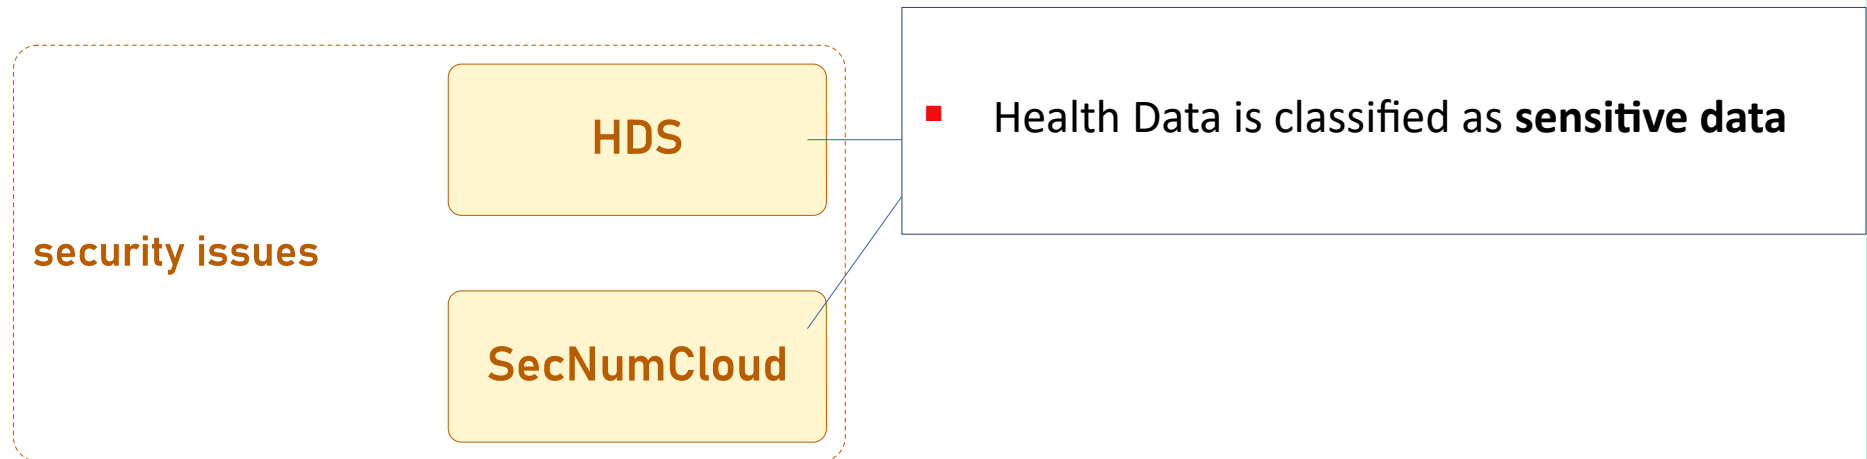 HDS
Health Data is classified as sensitive data
security issues
SecNumCloud